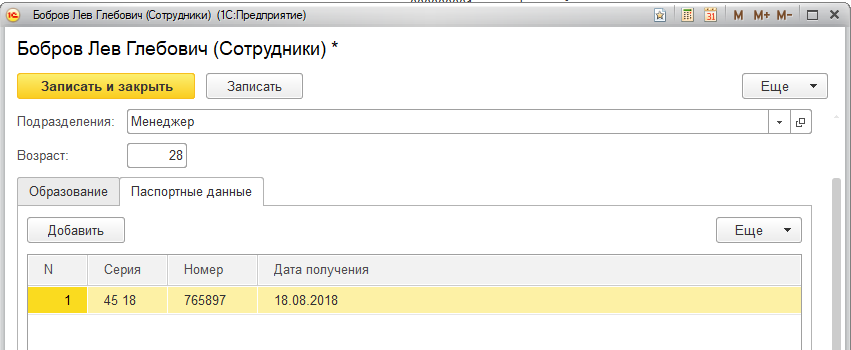 Бобров Лев Глебович (Сотрудники) (1С:Предприятие)
M M+ M-
Бобров Лев Глебович (Сотрудники) *
Записать и закрыть Записать Еще
Подразделения: Менеджер
Возраст: 28
Образование Паспортные данные
Добавить Еще
N Серия Номер Дата получения
1 45 18 765897 18.08.2018